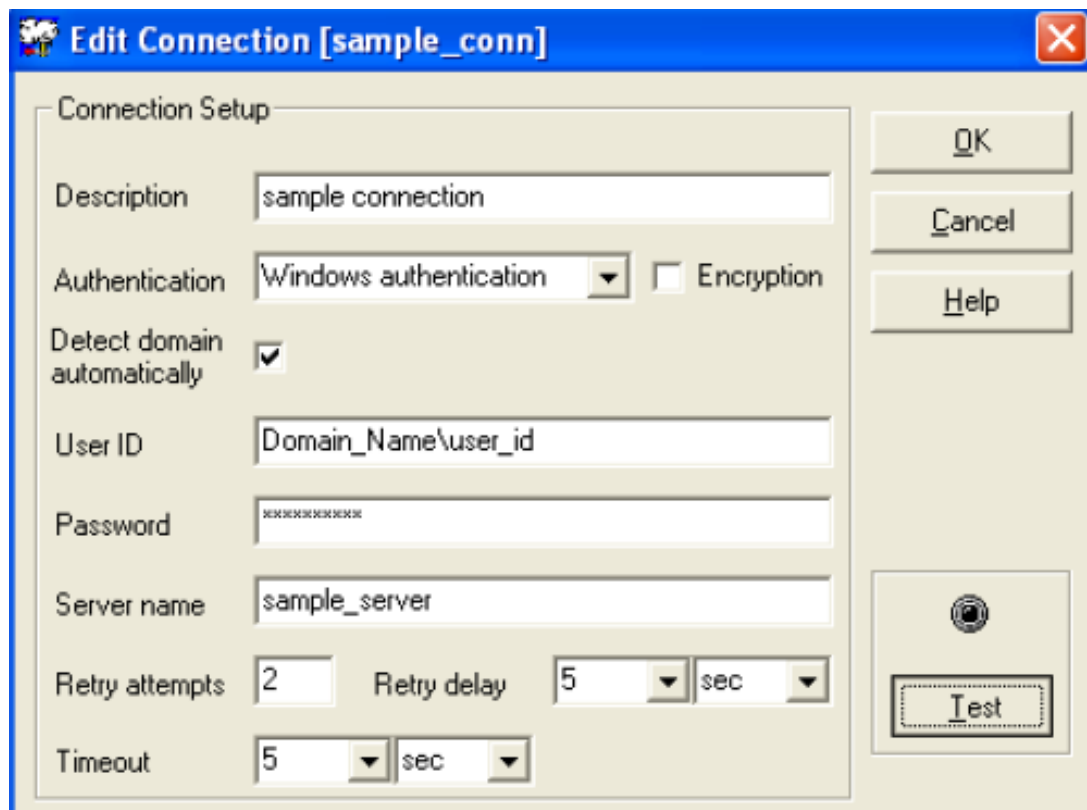 Edit Connection [sample_conn]
Connection Setup
OK
Description
sample connection
Cancel
Authentication
Windows authentication
Encryption
Help
Detect domain
automatically
User ID
Domain_Name\user_id
Password
**********
Server name
sample_server
Retry attempts
2
Retry delay
5
sec
Test
Timeout
5
sec